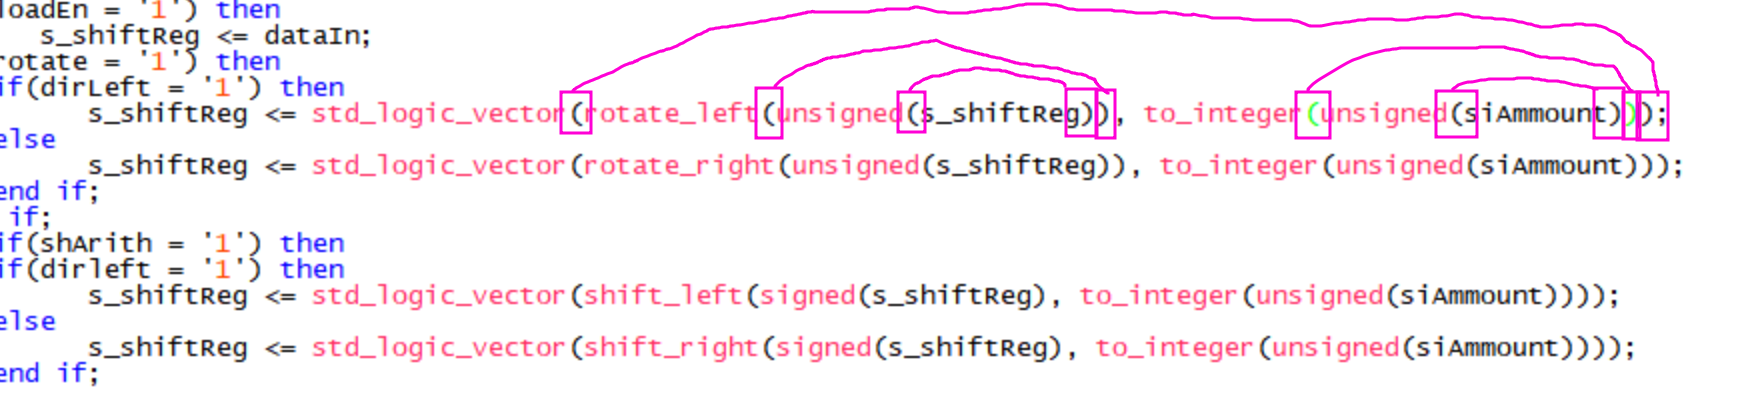 loadEn = '1') then
s_shiftReg <= dataIn;
rotate = '1') then
if(dirLeft = '1') then
s_shiftReg <= std_logic_vector(rotate_left(unsigned(s_shiftReg)), to_integer(unsigned(siAmmount)));
else
s_shiftReg <= std_logic_vector(rotate_right(unsigned(s_shiftReg)), to_integer(unsigned(siAmmount)));
end if;
if;
if(shArith = '1') then
if(dirleft = '1') then
s_shiftReg <= std_logic_vector(shift_left(signed(s_shiftReg), to_integer(unsigned(siAmmount))));
else
s_shiftReg <= std_logic_vector(shift_right(signed(s_shiftReg), to_integer(unsigned(siAmmount))));
end if;